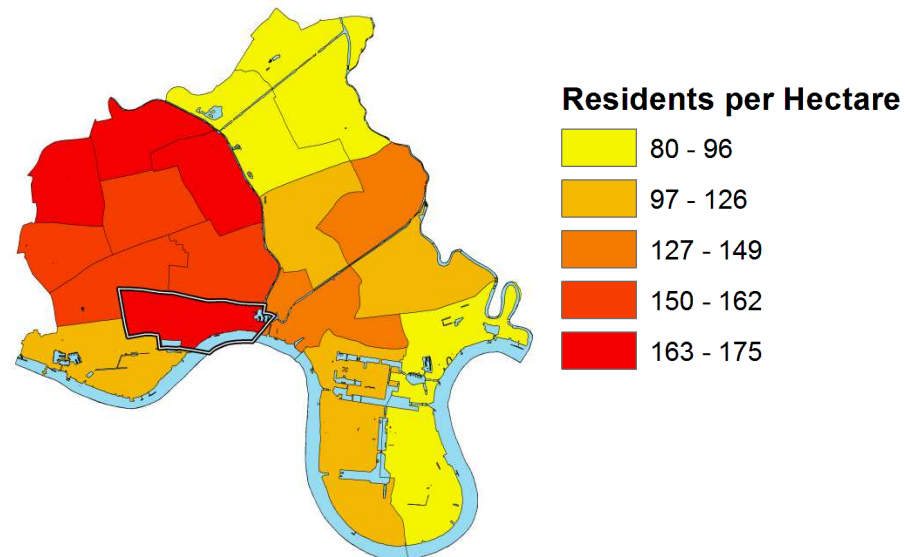 Residents per Hectare
80 - 96
97 - 126
127 - 149
150 - 162
163 - 175